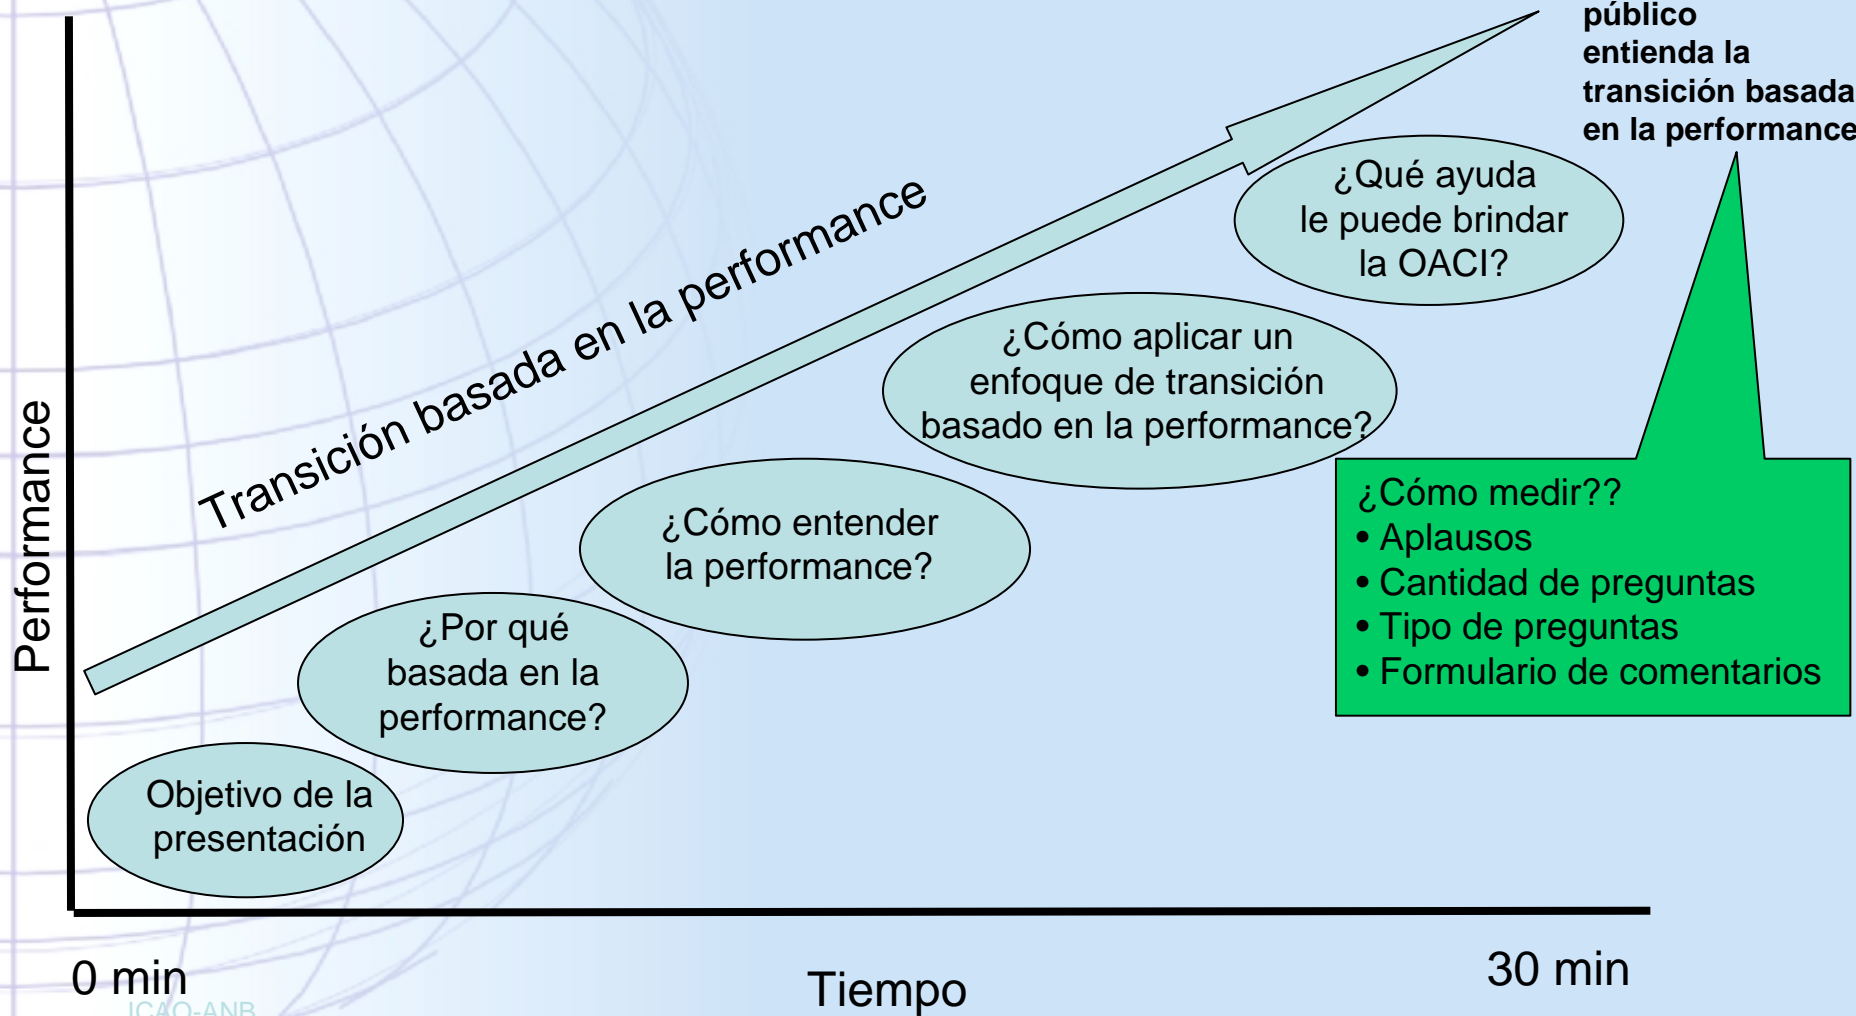 público
entienda la
transición basada
en la performance
¿Qué ayuda
le puede brindar
la OACI?
Transición basada en la performance
¿Cómo aplicar un
enfoque de transición
basado en la performance?
¿Cómo entender
la performance?
¿Por qué
basada en la
performance?
Objetivo de la
presentación
¿Cómo medir??
• Aplausos
• Cantidad de preguntas
• Tipo de preguntas
• Formulario de comentarios
Performance
0 min
Tiempo
30 min
ICAO-ANB